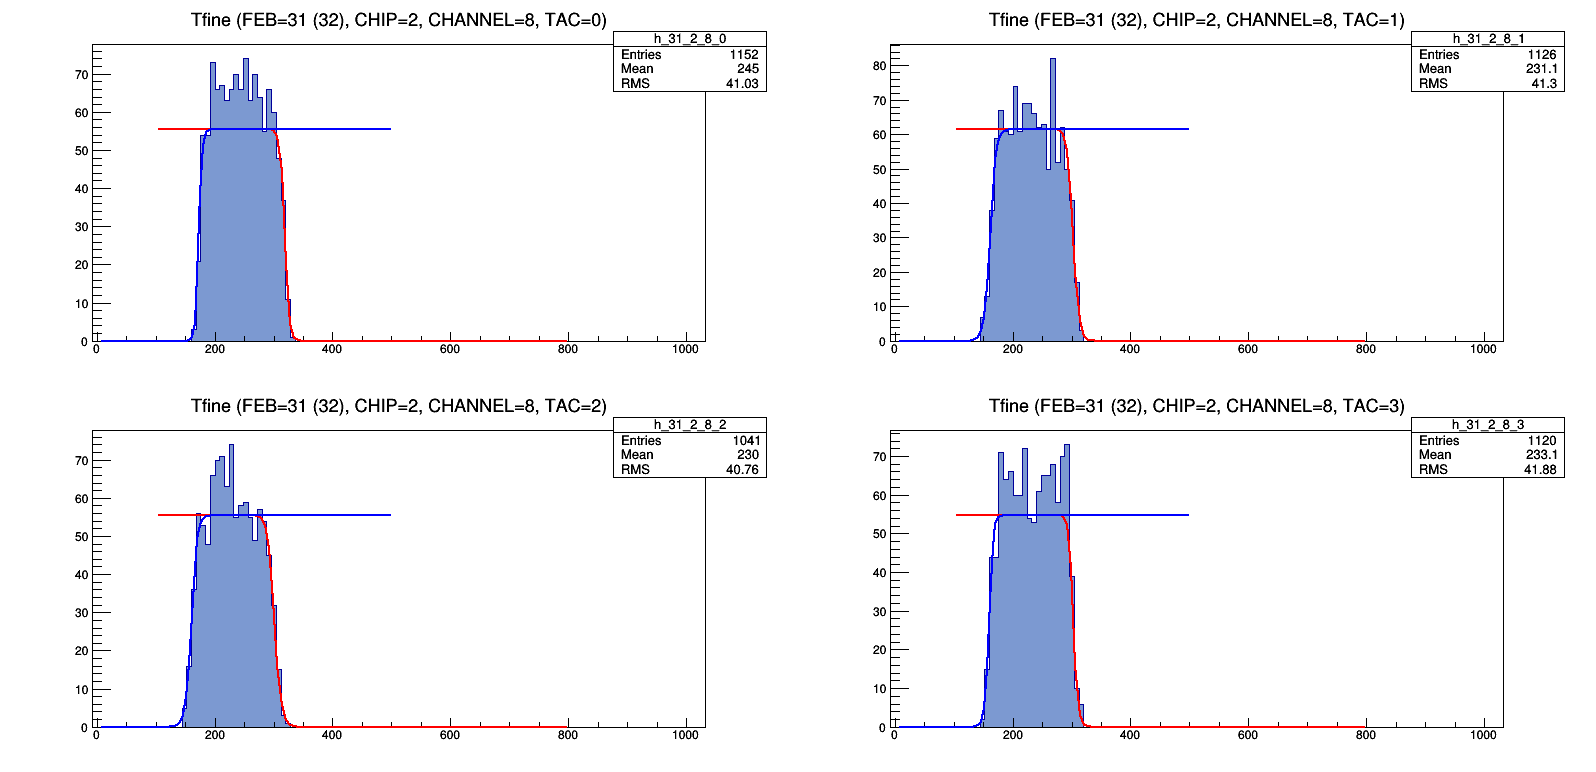 Tfine (FEB=31 (32), CHIP=2, CHANNEL=8, TAC=0)
h_31_2_8_0
Entries 1152
Mean 245
RMS 41.03
70
60
50
40
30
20
10
0
0 200 400 600 800 1000
Tfine (FEB=31 (32), CHIP=2, CHANNEL=8, TAC=1)
h_31_2_8_1
Entries 1126
Mean 231.1
RMS 41.3
80
70
60
50
40
30
20
10
0
0 200 400 600 800 1000
Tfine (FEB=31 (32), CHIP=2, CHANNEL=8, TAC=2)
h_31_2_8_2
Entries 1041
Mean 230
RMS 40.76
70
60
50
40
30
20
10
0
0 200 400 600 800 1000
Tfine (FEB=31 (32), CHIP=2, CHANNEL=8, TAC=3)
h_31_2_8_3
Entries 1120
Mean 233.1
RMS 41.88
70
60
50
40
30
20
10
0
0 200 400 600 800 1000